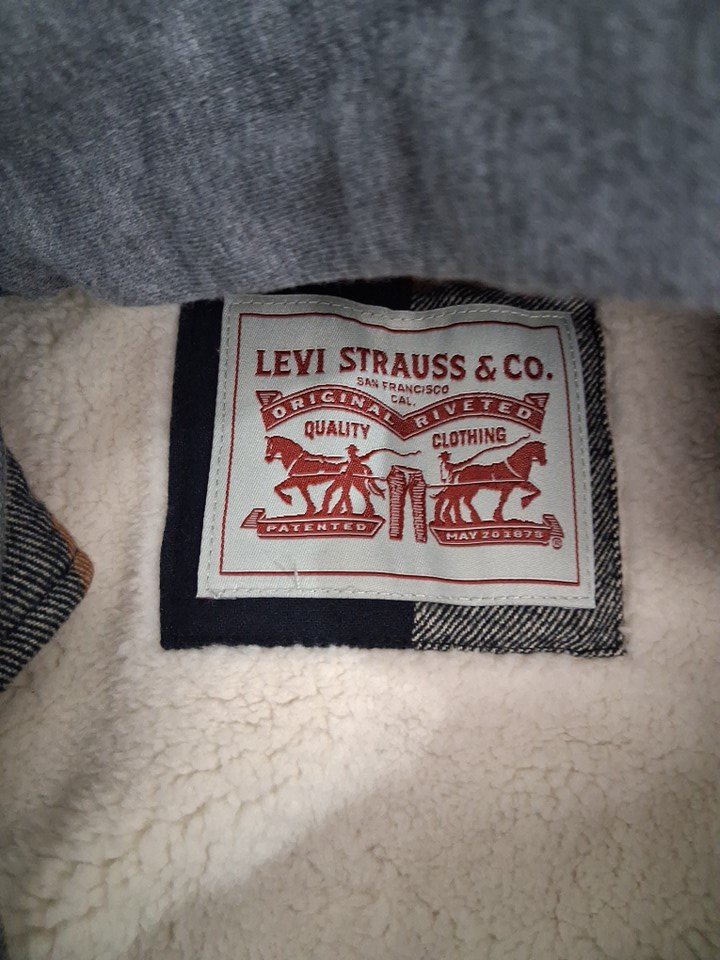 LEVI STRAUSS & CO.
SAN FRANCISCO
CAL.
ORIGINAL RIVETED
QUALITY CLOTHING
PATENTED MAY 20 1873
®